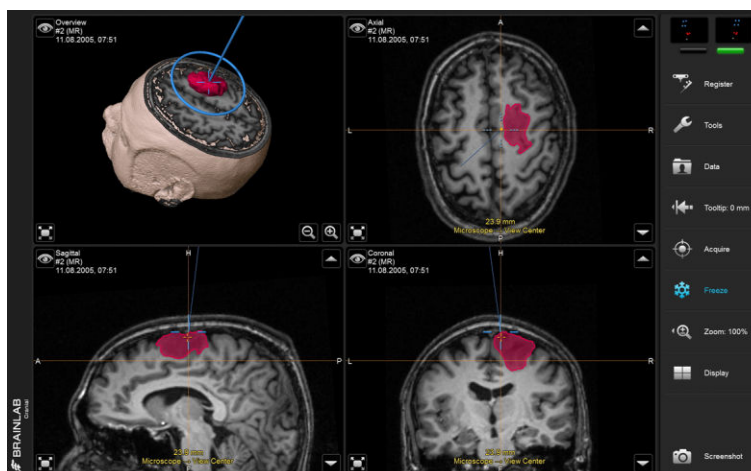 Overview
#2 (MR)
11.08.2005, 07:51
Axial
#2 (MR)
11.08.2005, 07:51
A
L
R
23.9 mm
Microscope → View Center
P
Sagittal
#2 (MR)
11.08.2005, 07:51
H
A
P
23.9 mm
Microscope → View Center
Coronal
#2 (MR)
11.08.2005, 07:51
H
L
R
Microscope → View Center
Register
Tools
Data
Tooltip: 0 mm
Acquire
Freeze
Zoom: 100%
Display
Screenshot
BRAINLAB
Cranial